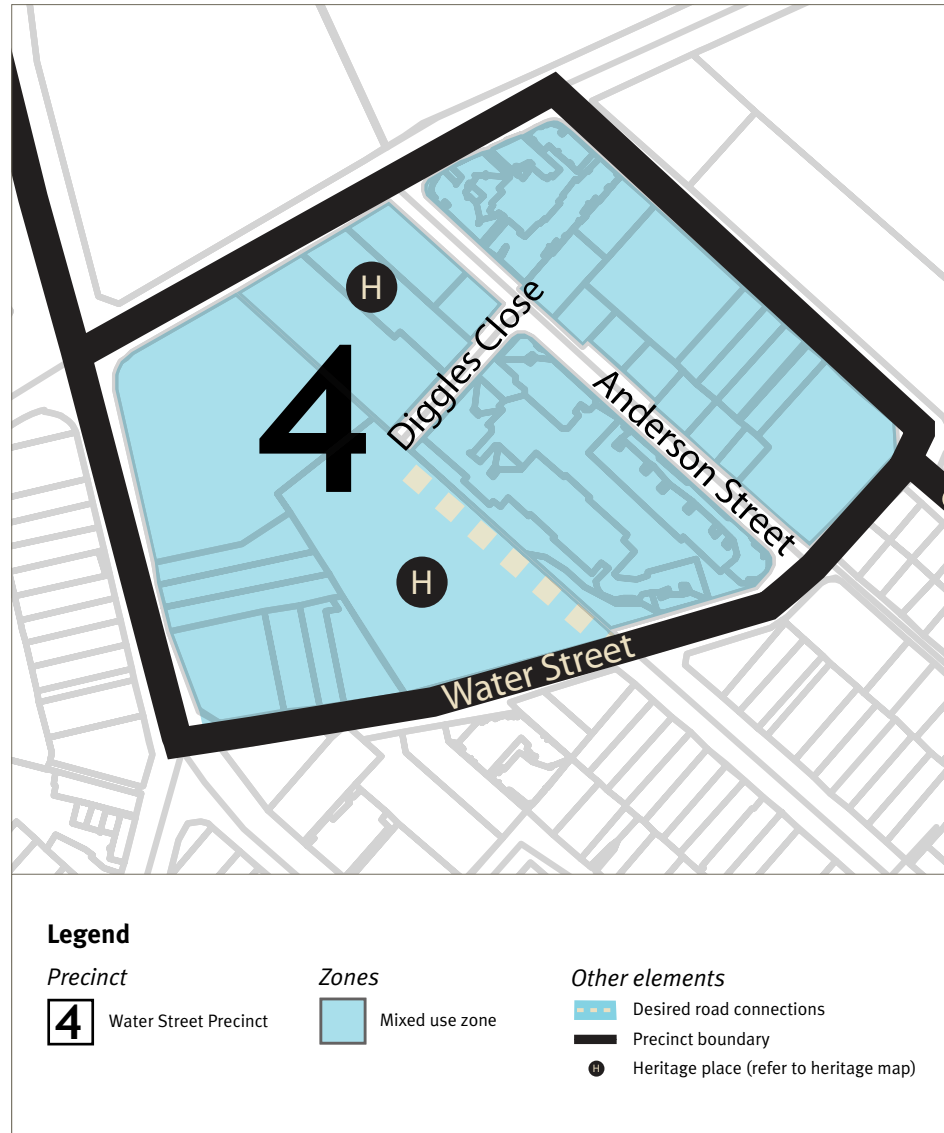 H
4
Diggles Close
Anderson Street
H
Water Street
Legend
Precinct
4 Water Street Precinct
Zones
Mixed use zone
Other elements
Desired road connections
Precinct boundary
H Heritage place (refer to heritage map)